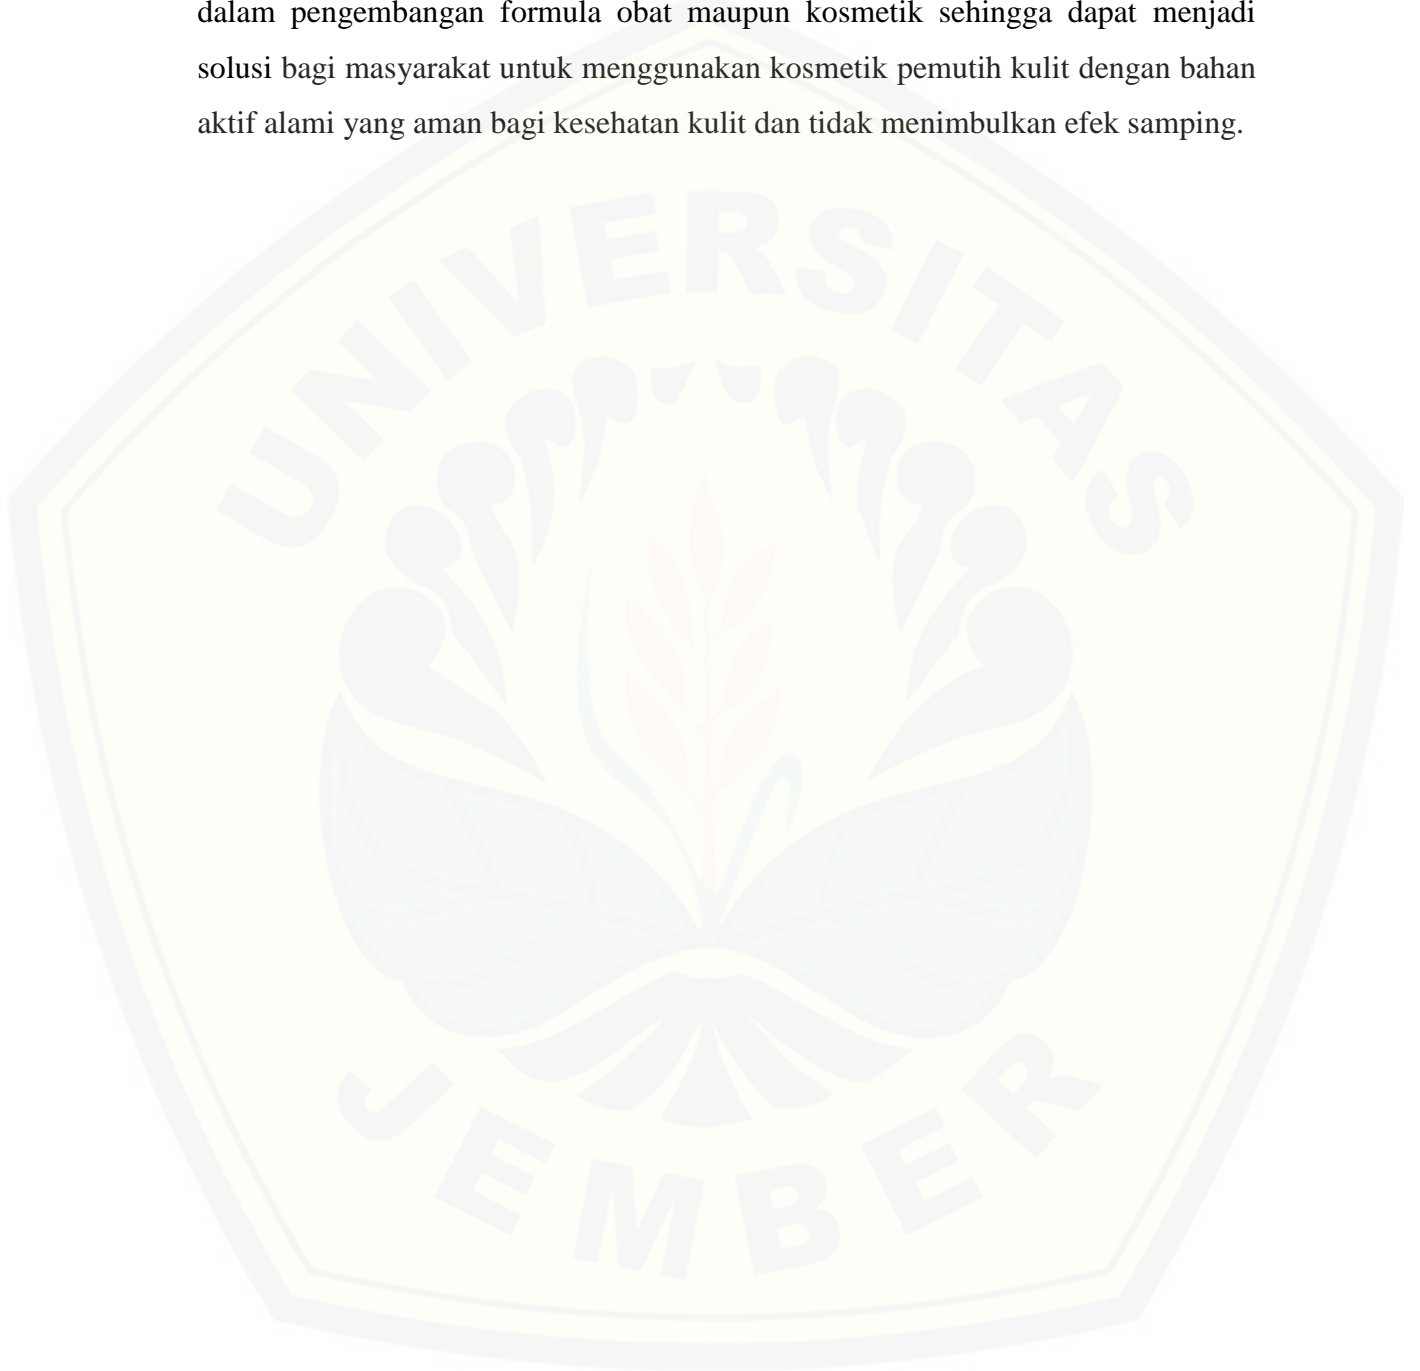 dalam pengembangan formula obat maupun kosmetik sehingga dapat menjadi
solusi bagi masyarakat untuk menggunakan kosmetik pemutih kulit dengan bahan
aktif alami yang aman bagi kesehatan kulit dan tidak menimbulkan efek samping.
UNIVERSITAS
JEMBER